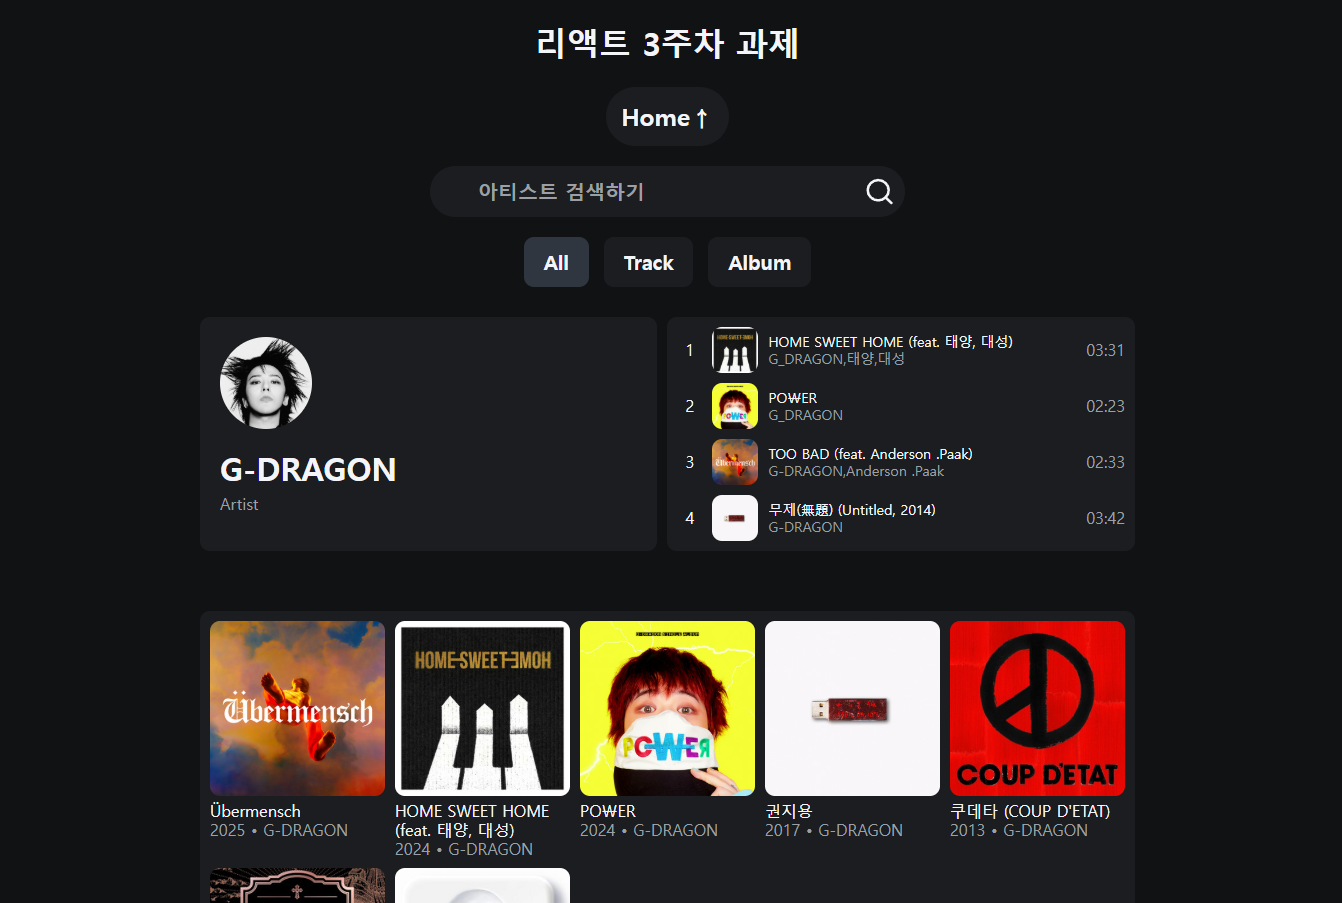 리액트 3주차 과제
Home↑
아티스트 검색하기
All
Track
Album
G-DRAGON
Artist
1
HOME SWEET HOME (feat. 태양, 대성)
G_DRAGON,태양,대성
03:31
2
PO₩ER
G_DRAGON
02:23
3
Übermensch
TOO BAD (feat. Anderson .Paak)
G-DRAGON,Anderson .Paak
02:33
4
무제(無題) (Untitled, 2014)
G-DRAGON
03:42
Übermensch
HOME SWEET HOME
POWER
COUP D'ETAT
Übermensch
2025 • G-DRAGON
HOME SWEET HOME
(feat. 태양, 대성)
2024 • G-DRAGON
PO₩ER
2024 • G-DRAGON
권지용
2017 • G-DRAGON
쿠데타 (COUP D'ETAT)
2013 • G-DRAGON